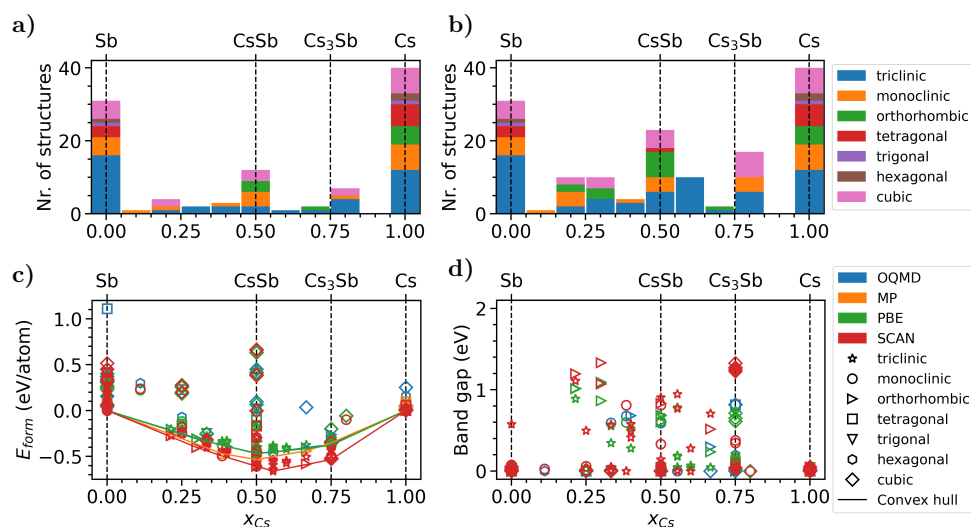 a)
Sb
CsSb
Cs₃Sb
Cs
Nr. of structures
40
20
0
0.00
0.25
0.50
0.75
1.00
b)
Sb
CsSb
Cs₃Sb
Cs
Nr. of structures
40
20
0
0.00
0.25
0.50
0.75
1.00
triclinic
monoclinic
orthorhombic
tetragonal
trigonal
hexagonal
cubic
c)
Sb
CsSb
Cs₃Sb
Cs
E_form (eV/atom)
1.0
0.5
0.0
−0.5
0.00
0.25
0.50
0.75
1.00
x_Cs
d)
Sb
CsSb
Cs₃Sb
Cs
Band gap (eV)
2
1
0
0.00
0.25
0.50
0.75
1.00
x_Cs
OQMD
MP
PBE
SCAN
triclinic
monoclinic
orthorhombic
tetragonal
trigonal
hexagonal
cubic
Convex hull